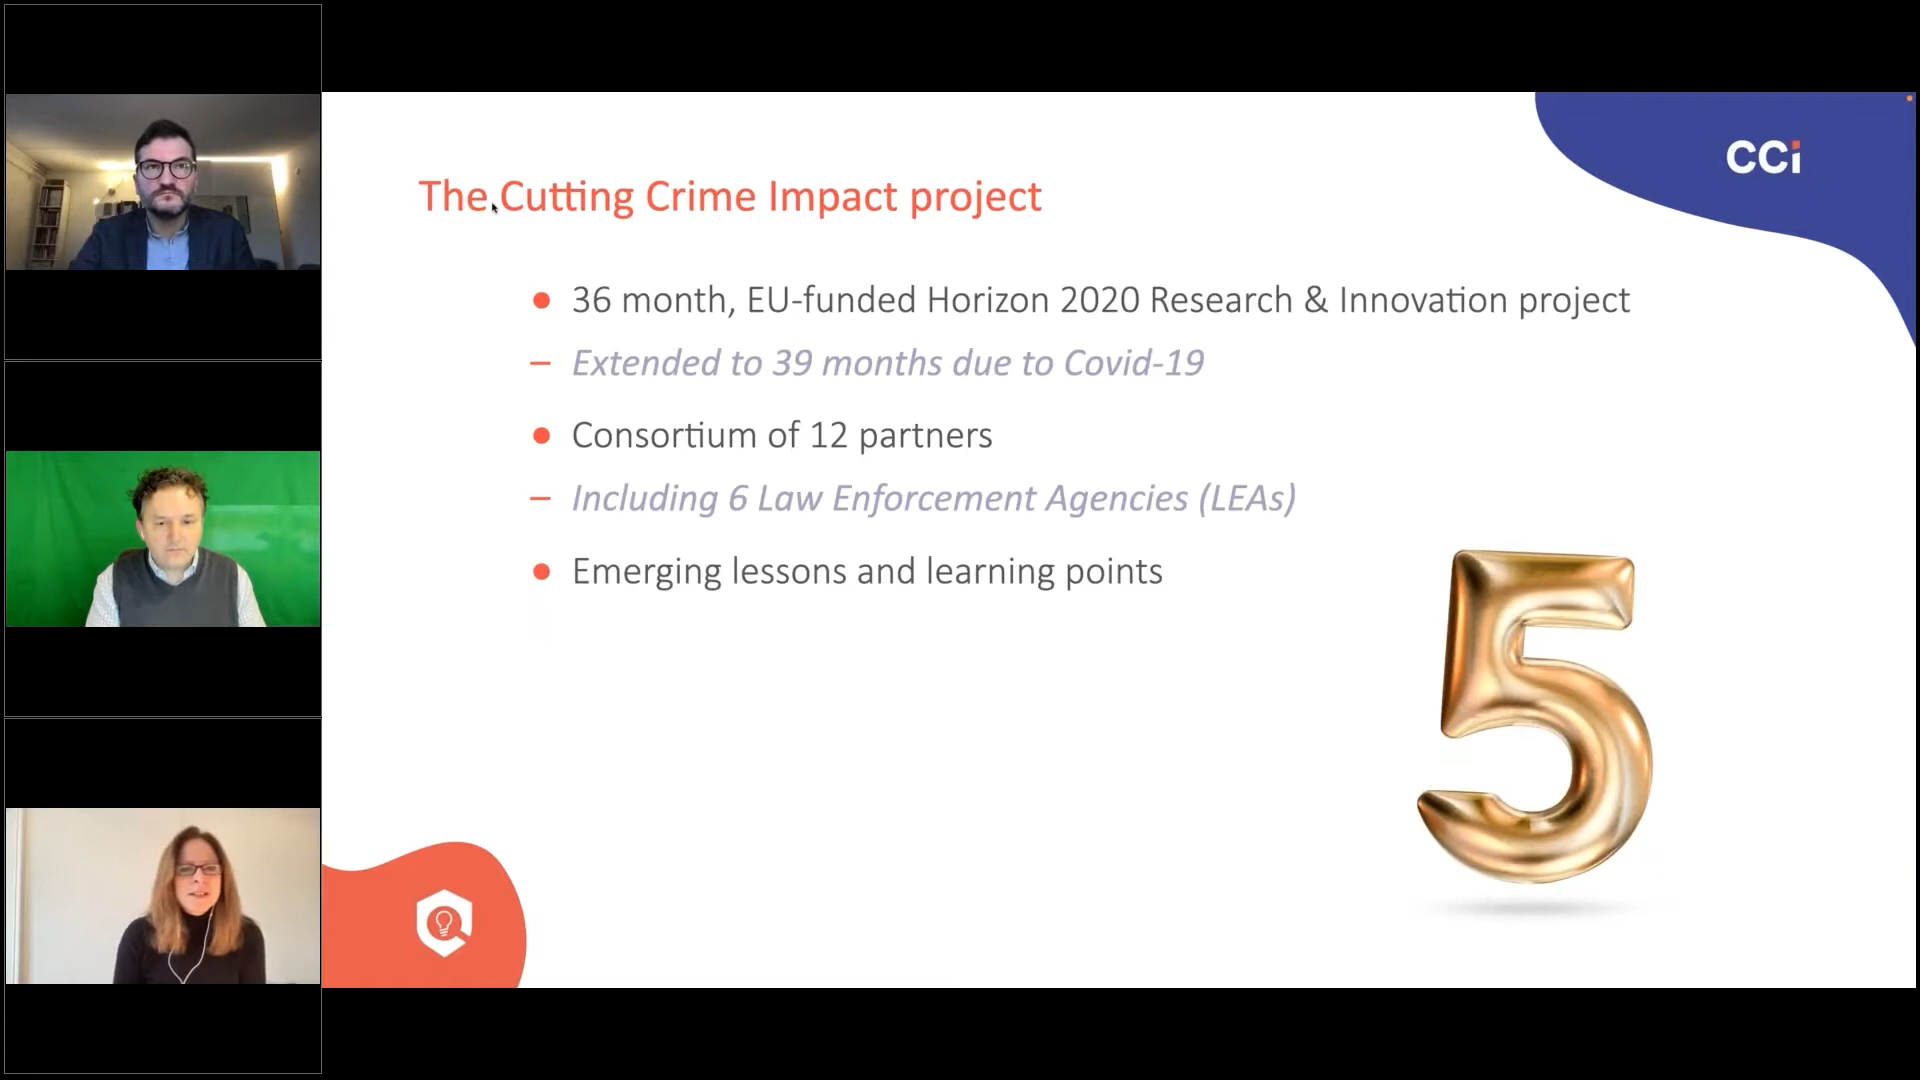 CCi
The Cutting Crime Impact project
36 month, EU-funded Horizon 2020 Research & Innovation project
Extended to 39 months due to Covid-19
Consortium of 12 partners
Including 6 Law Enforcement Agencies (LEAs)
Emerging lessons and learning points
5